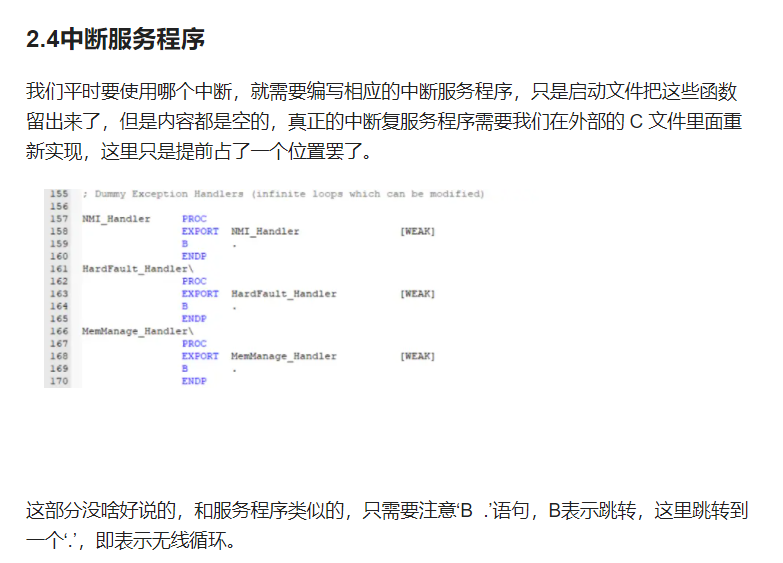 2.4中断服务程序
我们平时要使用哪个中断，就需要编写相应的中断服务程序，只是启动文件把这些函数
留出来了，但是内容都是空的，真正的中断复服务程序需要我们在外部的 C 文件里面重
新实现，这里只是提前占了一个位置罢了。
155 ; Dummy Exception Handlers (infinite loops which can be modified)
156
157 NMI_Handler PROC
158 EXPORT NMI_Handler [WEAK]
159 B .
160 ENDP
161 HardFault_Handler\
162 PROC
163 EXPORT HardFault_Handler [WEAK]
164 B .
165 ENDP
166 MemManage_Handler\
167 PROC
168 EXPORT MemManage_Handler [WEAK]
169 B .
170 ENDP
这部分没啥好说的，和服务程序类似的，只需要注意‘B .’语句，B表示跳转，这里跳转到
一个‘.’，即表示无线循环。